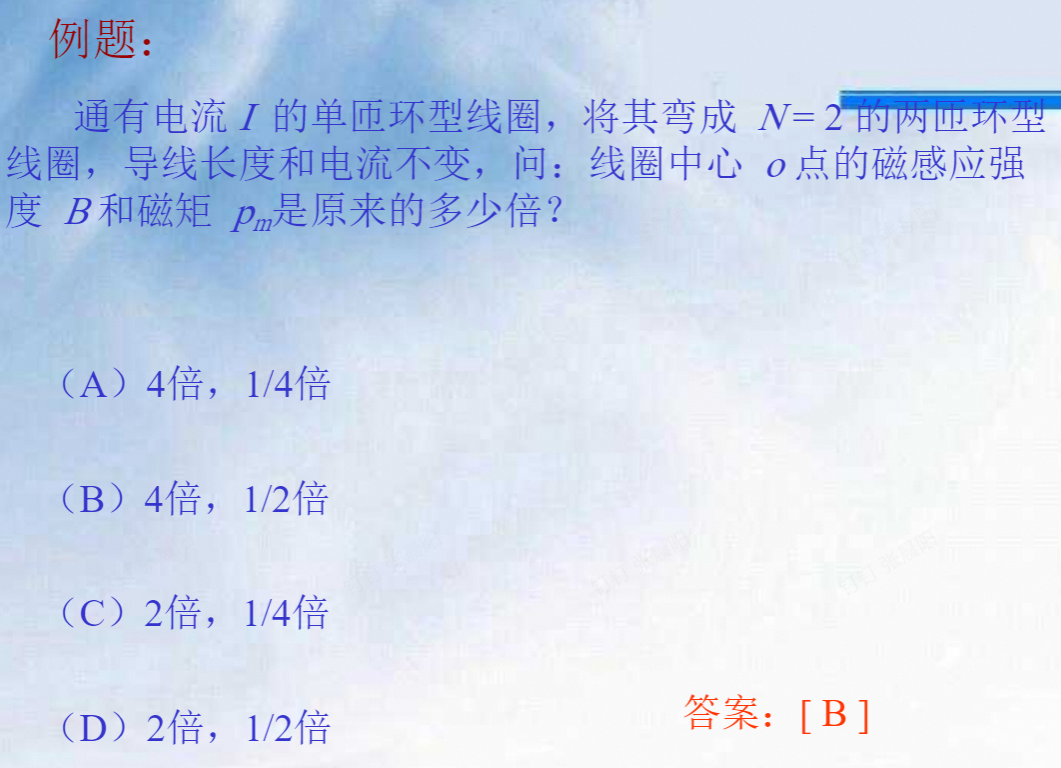 例题：
通有电流 I 的单匝环型线圈，将其弯成 N= 2 的两匝环型
线圈，导线长度和电流不变，问：线圈中心 o 点的磁感应强
度 B 和磁矩 pm是原来的多少倍？
（A）4倍，1/4倍
（B）4倍，1/2倍
（C）2倍，1/4倍
（D）2倍，1/2倍
答案：[ B ]